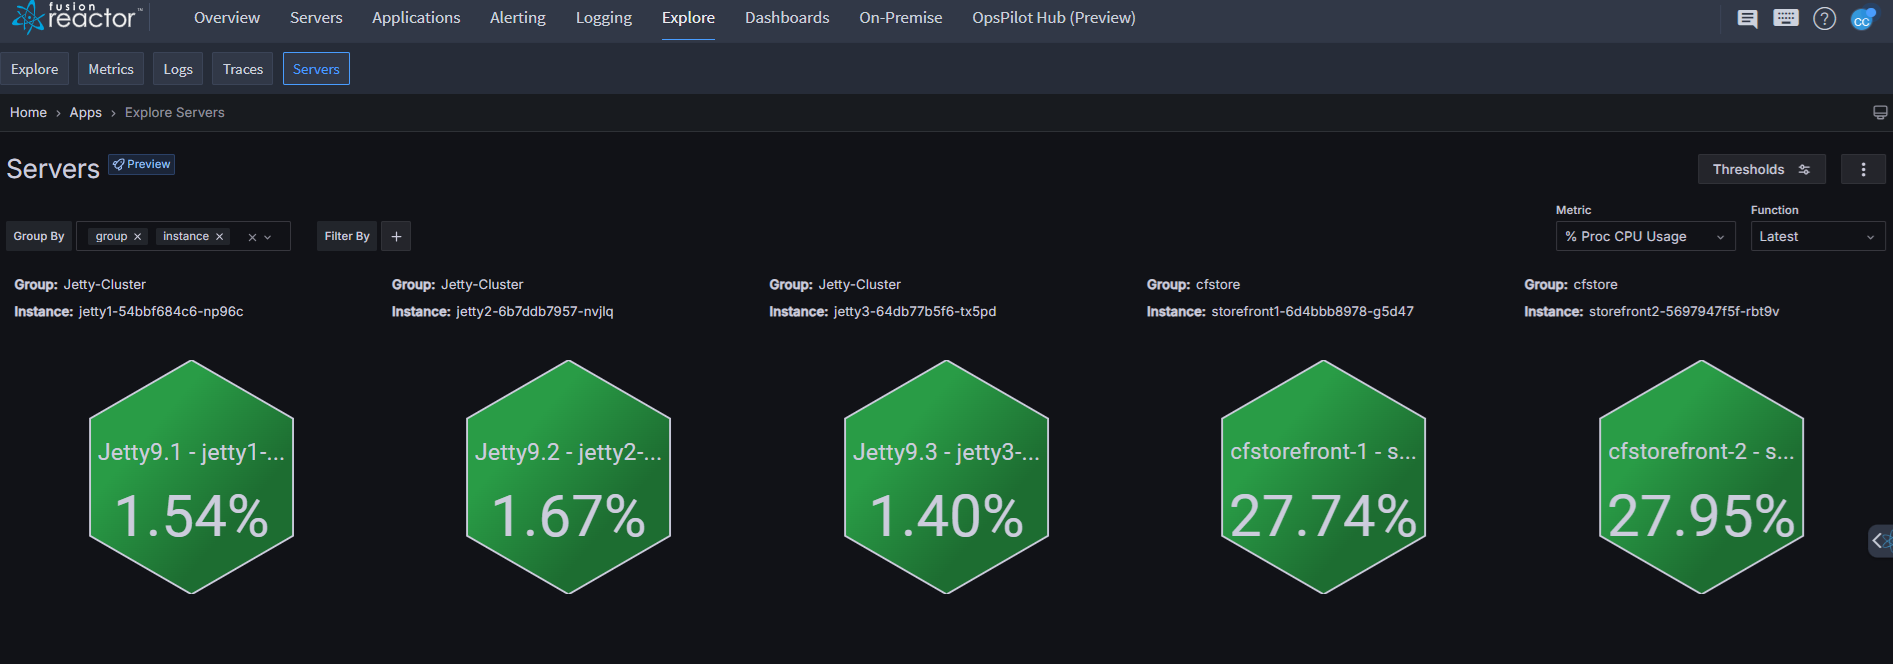 fusion
reactor™
Overview Servers Applications Alerting Logging Explore Dashboards On-Premise OpsPilot Hub (Preview)
? CC
Explore Metrics Logs Traces Servers
Home › Apps › Explore Servers
Servers Preview
Thresholds
Metric Function
Group By group × instance × × Filter By + % Proc CPU Usage Latest
Group: Jetty-Cluster Group: Jetty-Cluster Group: Jetty-Cluster Group: cfstore Group: cfstore
Instance: jetty1-54bbf684c6-np96c Instance: jetty2-6b7ddb7957-nvjlq Instance: jetty3-64db77b5f6-tx5pd Instance: storefront1-6d4bbb8978-g5d47 Instance: storefront2-5697947f5f-rbt9v
Jetty9.1 - jetty1-... Jetty9.2 - jetty2-... Jetty9.3 - jetty3-... cfstorefront-1 - s... cfstorefront-2 - s...
1.54% 1.67% 1.40% 27.74% 27.95%